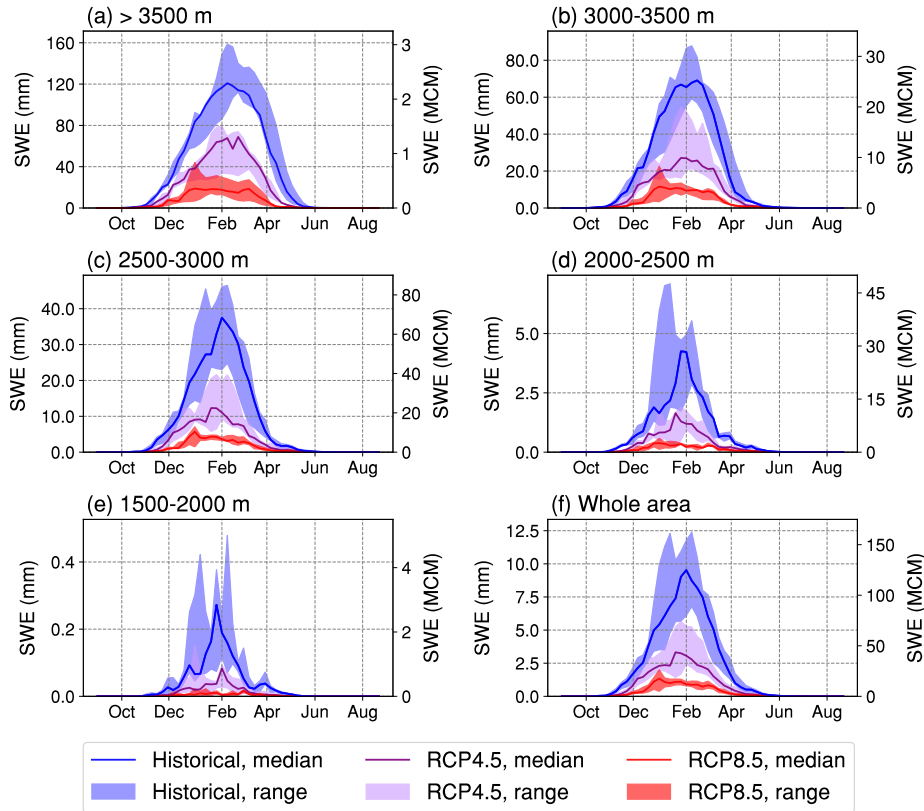 (a) > 3500 m
(b) 3000-3500 m
SWE (mm)
160
120
80
40
0
3
2
1
0
SWE (MCM)
Oct Dec Feb Apr Jun Aug
SWE (mm)
80.0
60.0
40.0
20.0
0.0
30
20
10
0
SWE (MCM)
Oct Dec Feb Apr Jun Aug
(c) 2500-3000 m
(d) 2000-2500 m
SWE (mm)
40.0
30.0
20.0
10.0
0.0
80
60
40
20
0
SWE (MCM)
Oct Dec Feb Apr Jun Aug
SWE (mm)
5.0
2.5
0.0
45
30
15
0
SWE (MCM)
Oct Dec Feb Apr Jun Aug
(e) 1500-2000 m
(f) Whole area
SWE (mm)
0.4
0.2
0.0
4
2
0
SWE (MCM)
Oct Dec Feb Apr Jun Aug
SWE (mm)
12.5
10.0
7.5
5.0
2.5
0.0
150
100
50
0
SWE (MCM)
Oct Dec Feb Apr Jun Aug
Historical, median RCP4.5, median RCP8.5, median
Historical, range RCP4.5, range RCP8.5, range